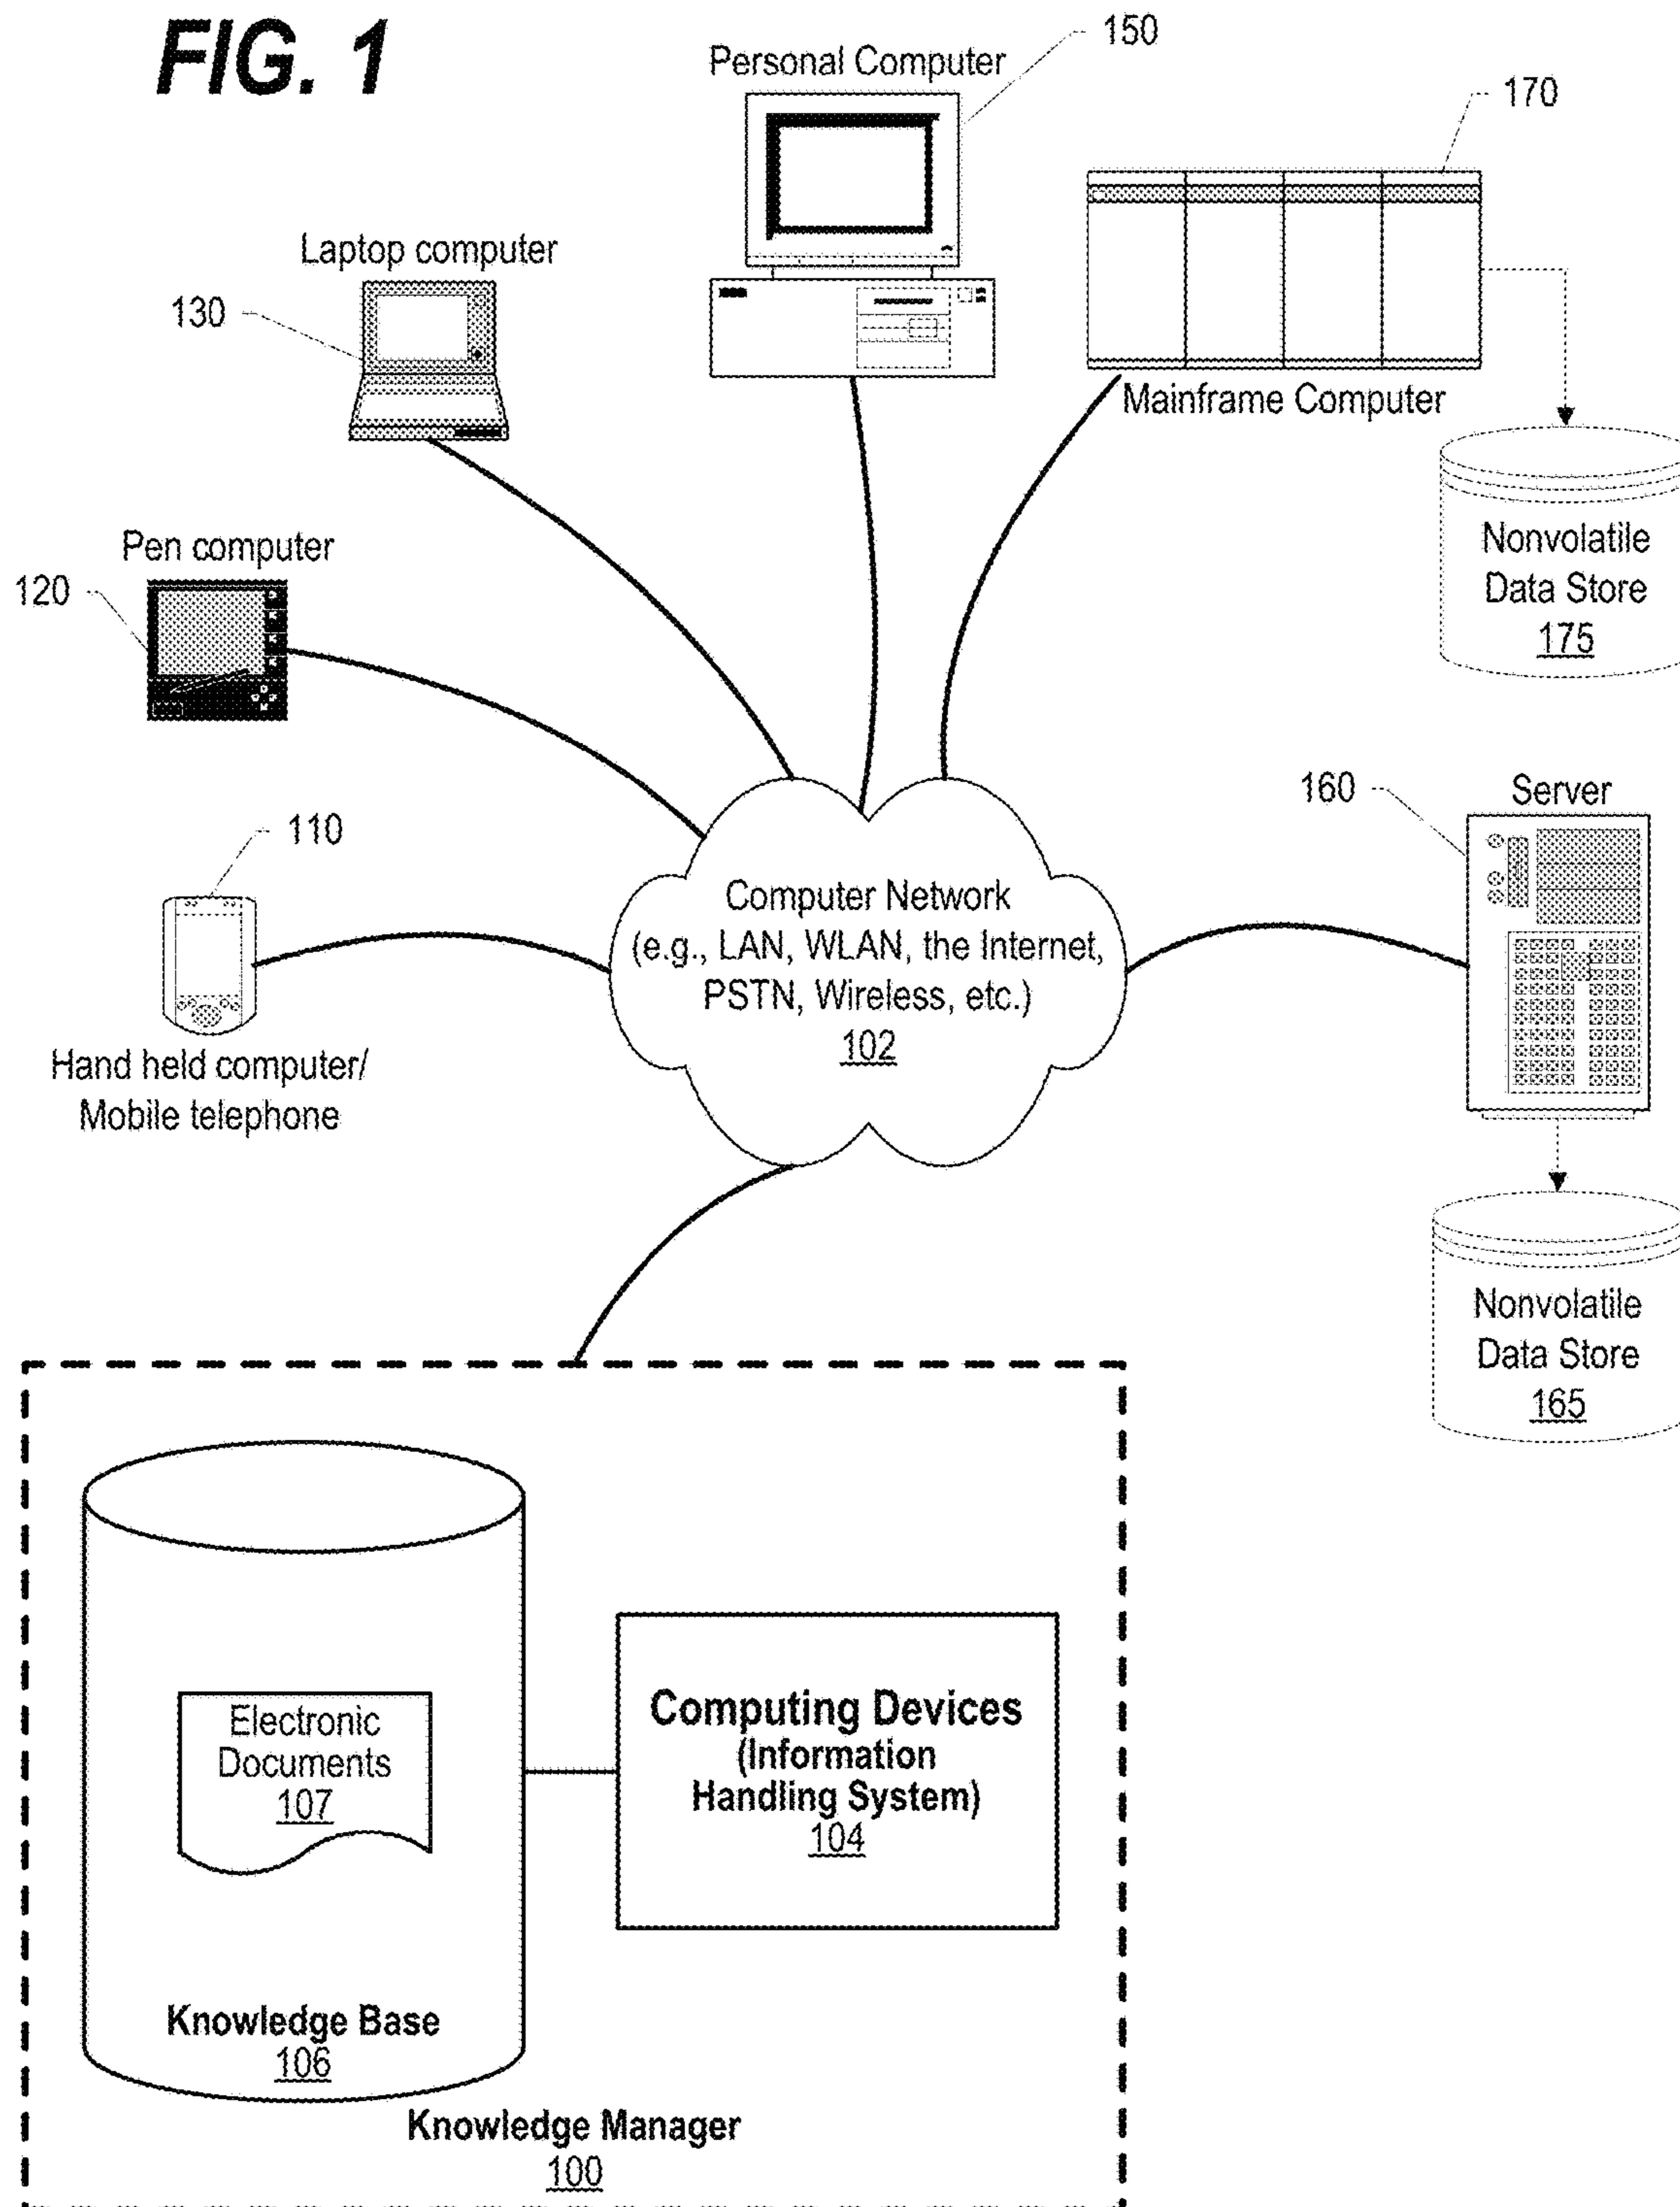 FIG. 1
Personal Computer
150
170
Laptop computer
130
Mainframe Computer
Nonvolatile
Data Store
175
Pen computer
120
160
Server
110
Hand held computer/
Mobile telephone
Computer Network
(e.g., LAN, WLAN, the Internet,
PSTN, Wireless, etc.)
102
Nonvolatile
Data Store
165
Electronic
Documents
107
Computing Devices
(Information
Handling System)
104
Knowledge Base
106
Knowledge Manager
100